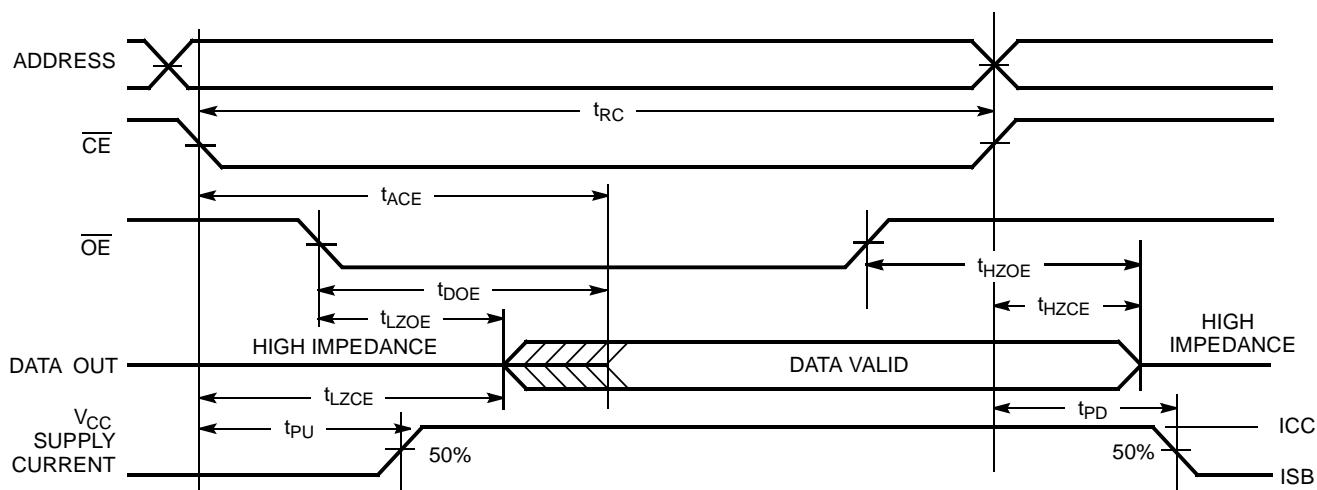 ADDRESS
tRC
CE
tACE
OE
tHZOE
tDOE
tHZCE
tLZOE
HIGH IMPEDANCE
HIGH
IMPEDANCE
DATA OUT
DATA VALID
tLZCE
VCC
SUPPLY
CURRENT
tPU
50%
tPD
50%
ICC
ISB